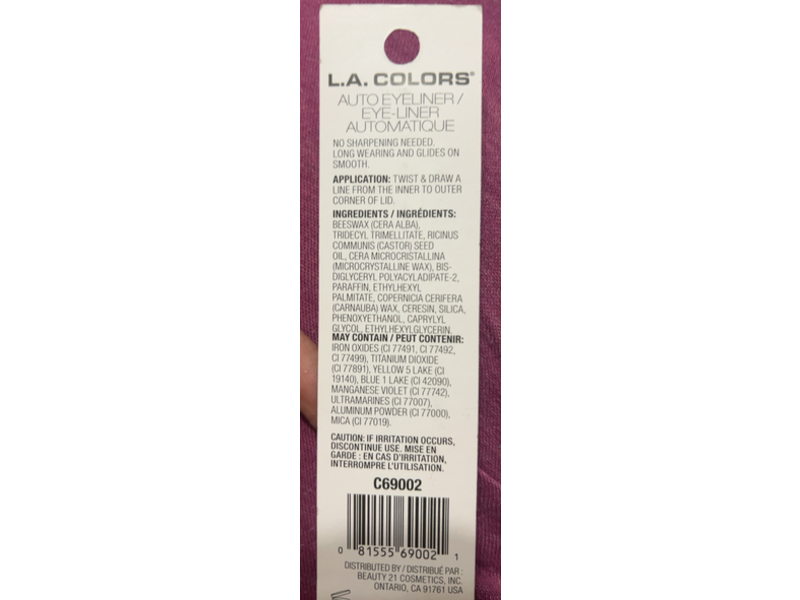 L.A. COLORS®
AUTO EYELINER /
EYE-LINER
AUTOMATIQUE
NO SHARPENING NEEDED.
LONG WEARING AND GLIDES ON
SMOOTH.
APPLICATION: TWIST & DRAW A
LINE FROM THE INNER TO OUTER
CORNER OF LID.
INGREDIENTS / INGRÉDIENTS:
BEESWAX (CERA ALBA),
TRIDECYL TRIMELLITATE, RICINUS
COMMUNIS (CASTOR) SEED
OIL, CERA MICROCRISTALLINA
(MICROCRYSTALLINE WAX), BIS-
DIGLYCERYL POLYACYLADIPATE-2,
PARAFFIN, ETHYLHEXYL
PALMITATE, COPERNICIA CERIFERA
(CARNAUBA) WAX, CERESIN, SILICA,
PHENOXYETHANOL, CAPRYLYL
GLYCOL, ETHYLHEXYLGLYCERIN.
MAY CONTAIN / PEUT CONTENIR:
IRON OXIDES (CI 77491, CI 77492,
CI 77499), TITANIUM DIOXIDE
(CI 77891), YELLOW 5 LAKE (CI
19140), BLUE 1 LAKE (CI 42090),
MANGANESE VIOLET (CI 77742),
ULTRAMARINES (CI 77007),
ALUMINUM POWDER (CI 77000),
MICA (CI 77019).
CAUTION: IF IRRITATION OCCURS,
DISCONTINUE USE. MISE EN
GARDE : EN CAS D'IRRITATION,
INTERROMPRE L'UTILISATION.
C69002
0 81555 69002 1
DISTRIBUTED BY / DISTRIBUÉ PAR :
BEAUTY 21 COSMETICS, INC.
ONTARIO, CA 91761 USA